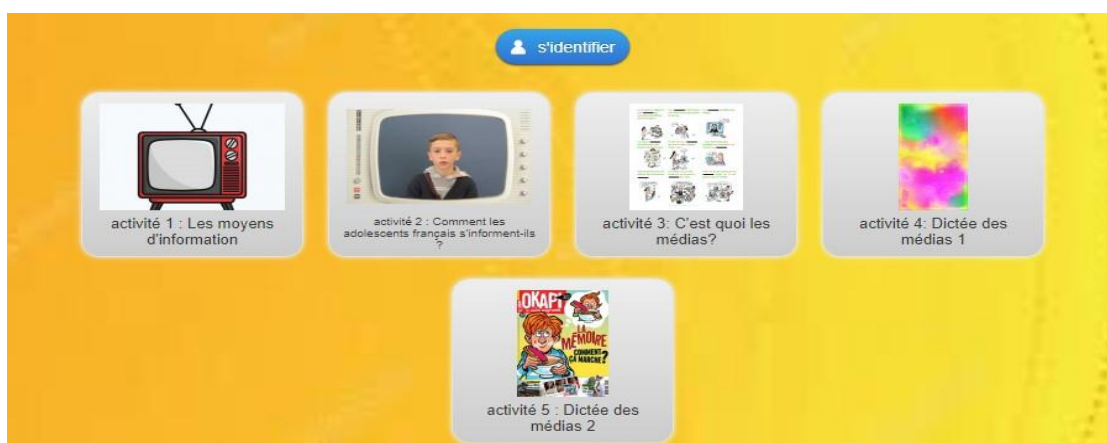 s'identifier
activité 1 : Les moyens
d'information
activité 2 : Comment les
adolescents français s'informent-ils
?
activité 3: C'est quoi les
médias?
activité 4: Dictée des
médias 1
OKAPI
LA
MÉMOIRE
COMMENT
ÇA MARCHE?
activité 5 : Dictée des
médias 2